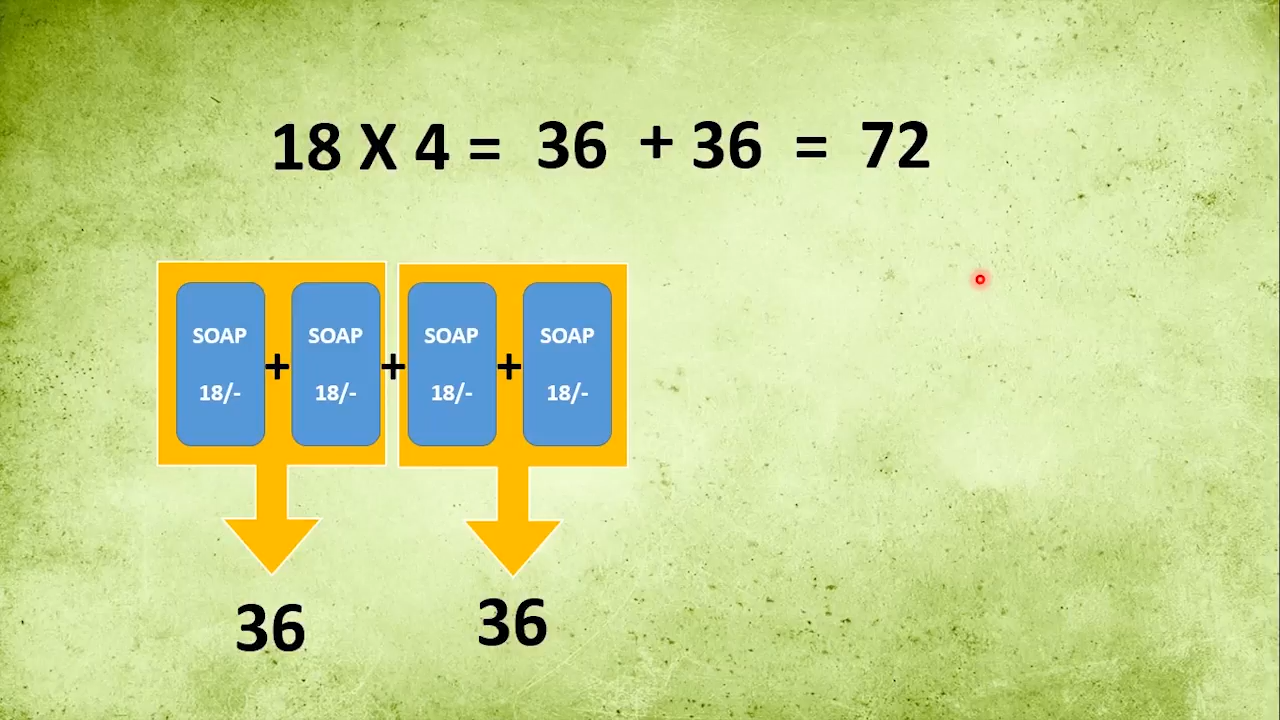 18 X 4 = 36 + 36 = 72
SOAP + SOAP + SOAP + SOAP
18/- 18/- 18/- 18/-
36 36